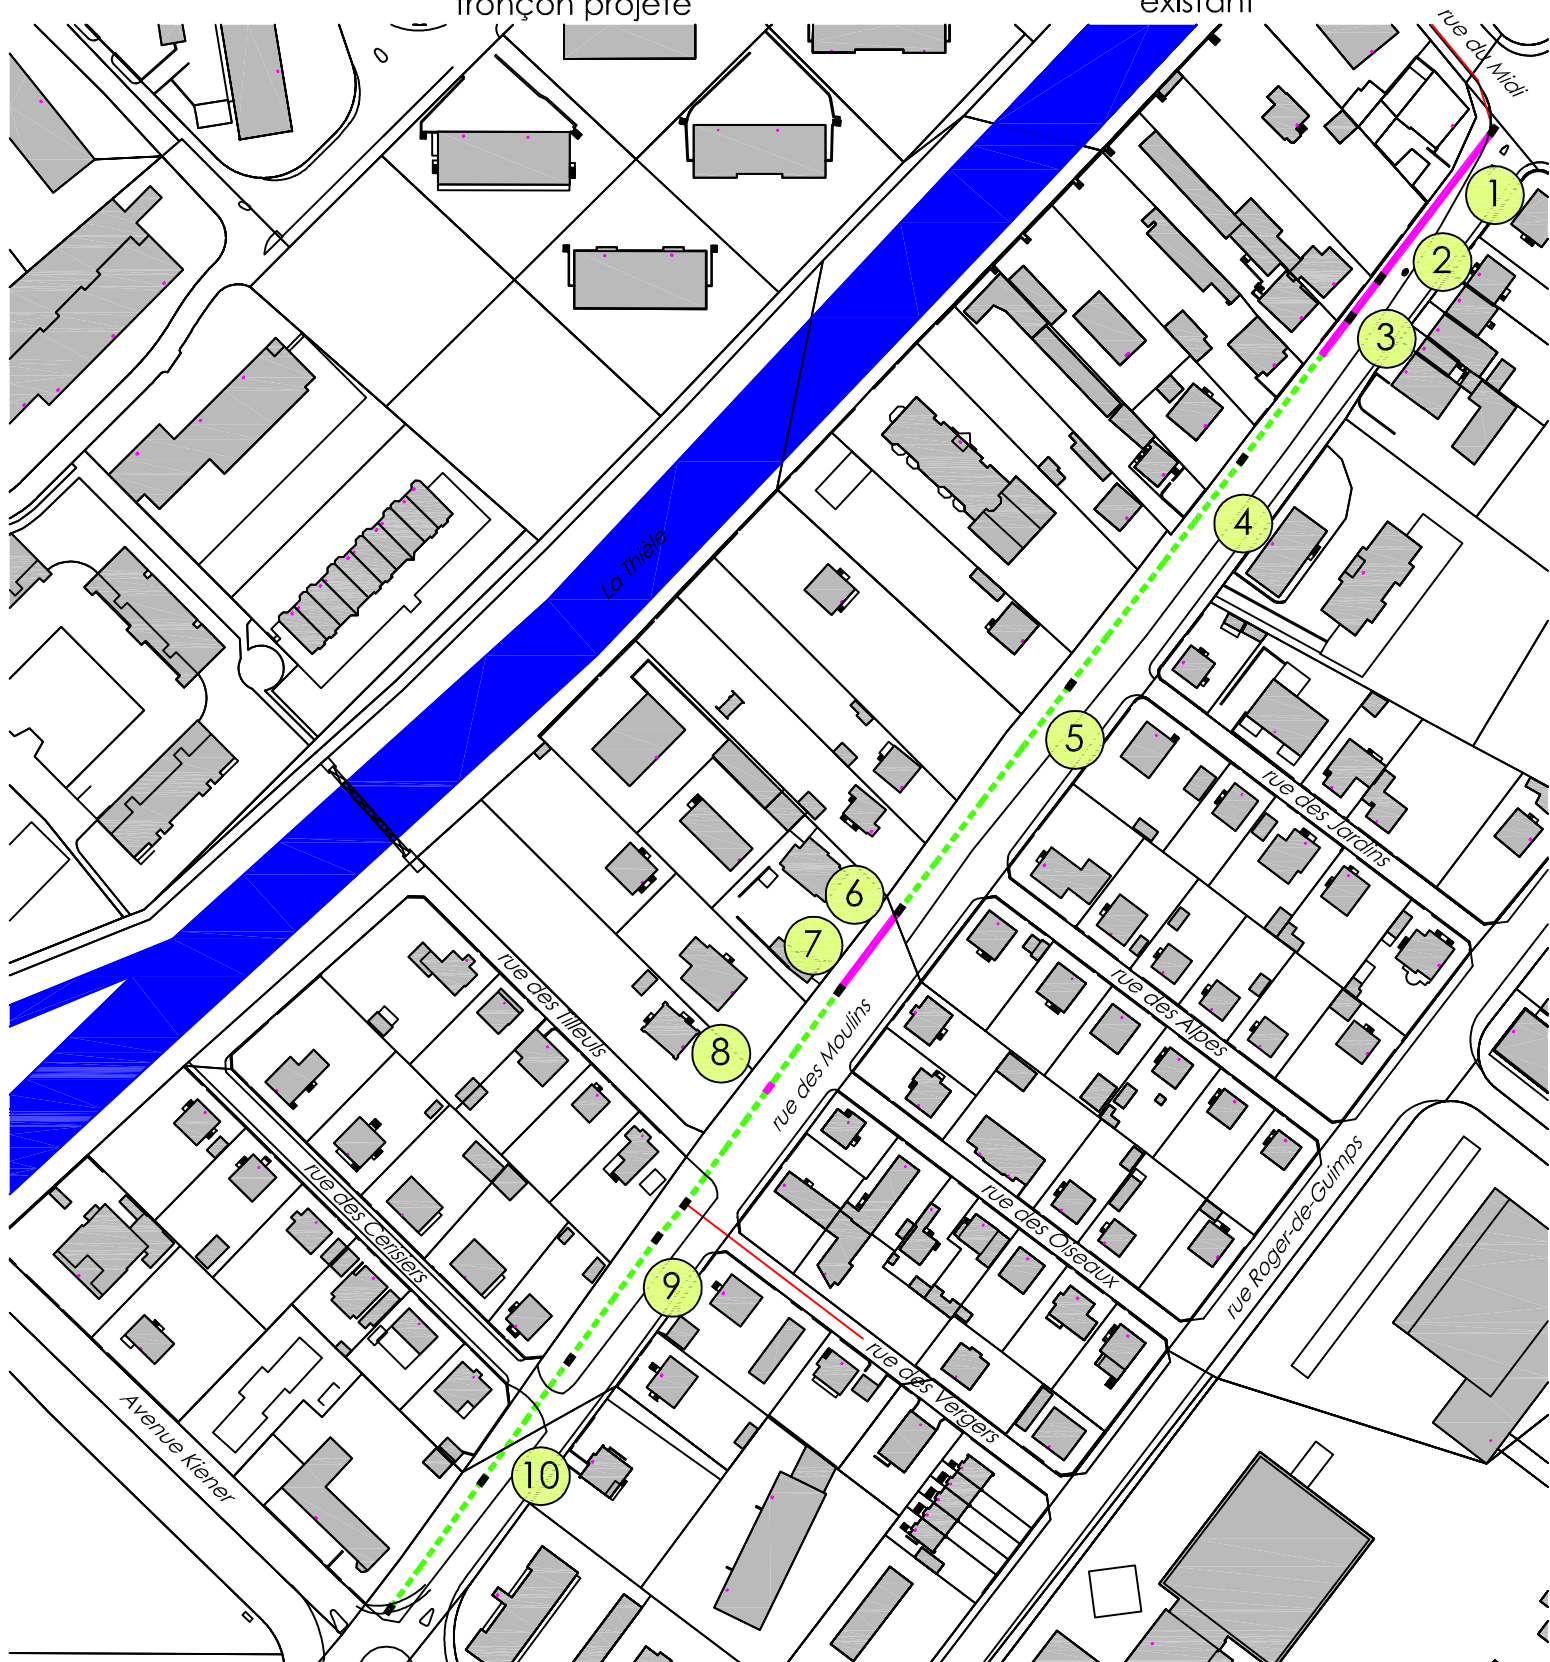 tronçon projeté
existant
rue du Midi
1
2
3
4
La Thièle
5
rue des Jardins
6
7
rue des Alpes
rue des Tilleuls
8
rue des Moulins
rue des Oiseaux
rue Roger-de-Guimps
rue des Cerisiers
9
rue des Vergers
Avenue Kiener
10